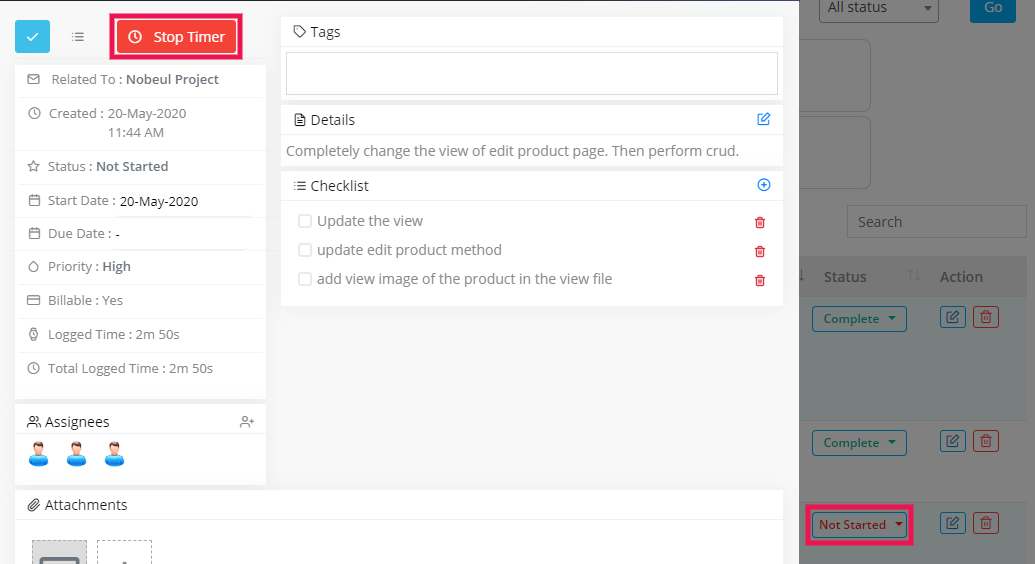 All status
Go
Stop Timer
Related To : Nobeul Project
Created : 20-May-2020
11:44 AM
Status : Not Started
Start Date : 20-May-2020
Due Date : -
Priority : High
Billable : Yes
Logged Time : 2m 50s
Total Logged Time : 2m 50s
Assignees
Attachments
Tags
Details
Completely change the view of edit product page. Then perform crud.
Checklist
Update the view
update edit product method
add view image of the product in the view file
Search
Status
Action
Complete
Complete
Not Started